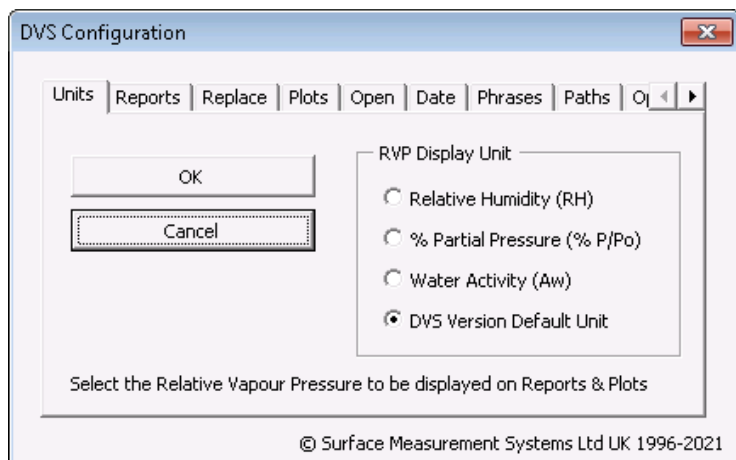 DVS Configuration
Units Reports Replace Plots Open Date Phrases Paths
OK
Cancel
RVP Display Unit
Relative Humidity (RH)
% Partial Pressure (% P/Po)
Water Activity (Aw)
DVS Version Default Unit
Select the Relative Vapour Pressure to be displayed on Reports & Plots
© Surface Measurement Systems Ltd UK 1996-2021